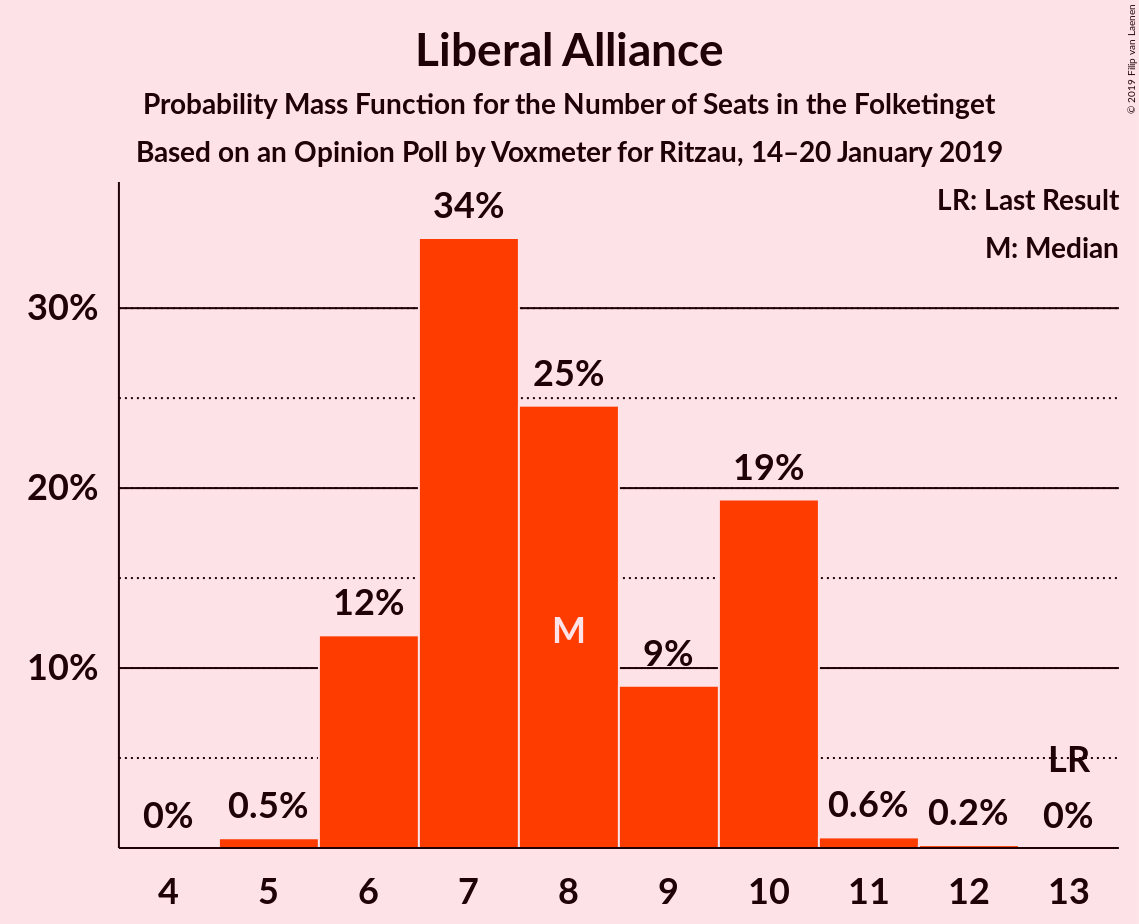 Liberal Alliance
Probability Mass Function for the Number of Seats in the Folketinget
Based on an Opinion Poll by Voxmeter for Ritzau, 14–20 January 2019
© 2019 Filip van Laenen
LR: Last Result
M: Median
30%
20%
10%
0%
0.5%
12%
34%
25%
M
9%
19%
0.6%
0.2%
LR
0%
4 5 6 7 8 9 10 11 12 13